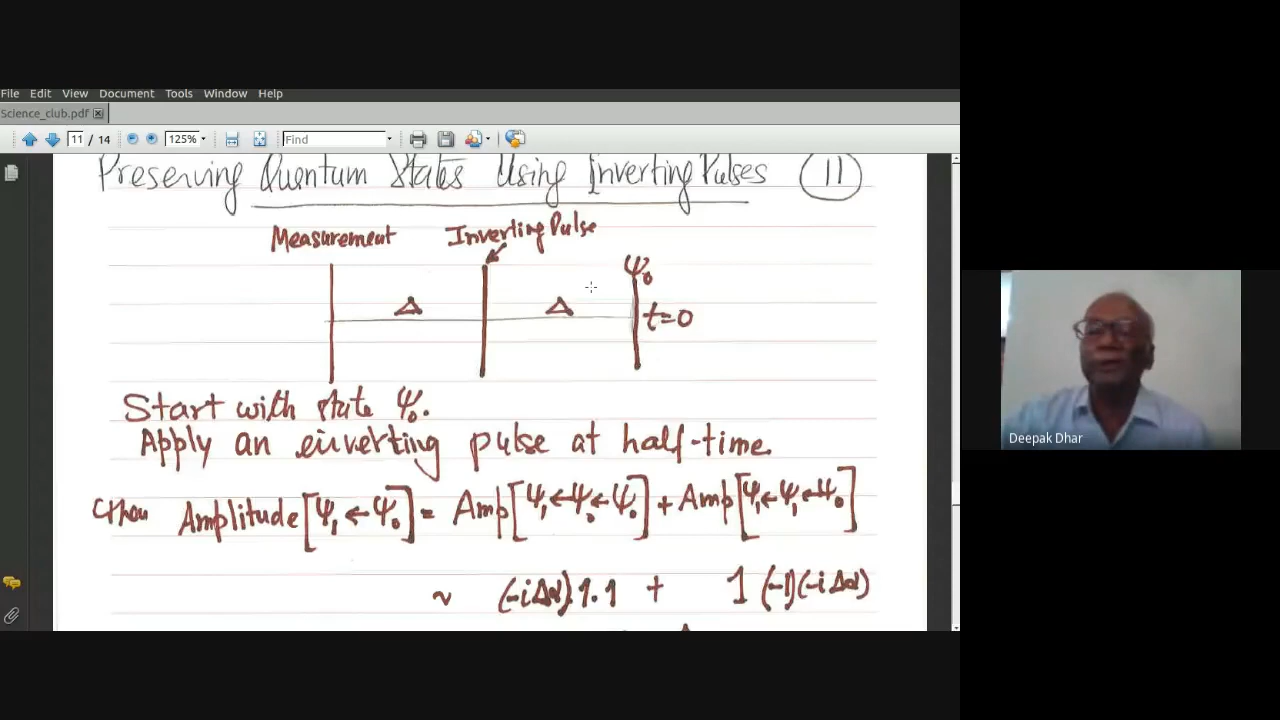 File Edit View Document Tools Window Help
Science_club.pdf
11 / 14 125% Find
Preserving Quantum States Using Inverting Pulses 11
Measurement Inverting Pulse
Ψ₀
Δ Δ t=0
Start with state Ψ₀.
Apply an inverting pulse at half-time.
then Amplitude [Ψ₁ ← Ψ₀] = Amp[Ψ₁←Ψ₀←Ψ₀] + Amp[Ψ₁←Ψ₁←Ψ₀]
~ (-iΔα).1.1 + 1(-1)(-iΔα)
Deepak Dhar